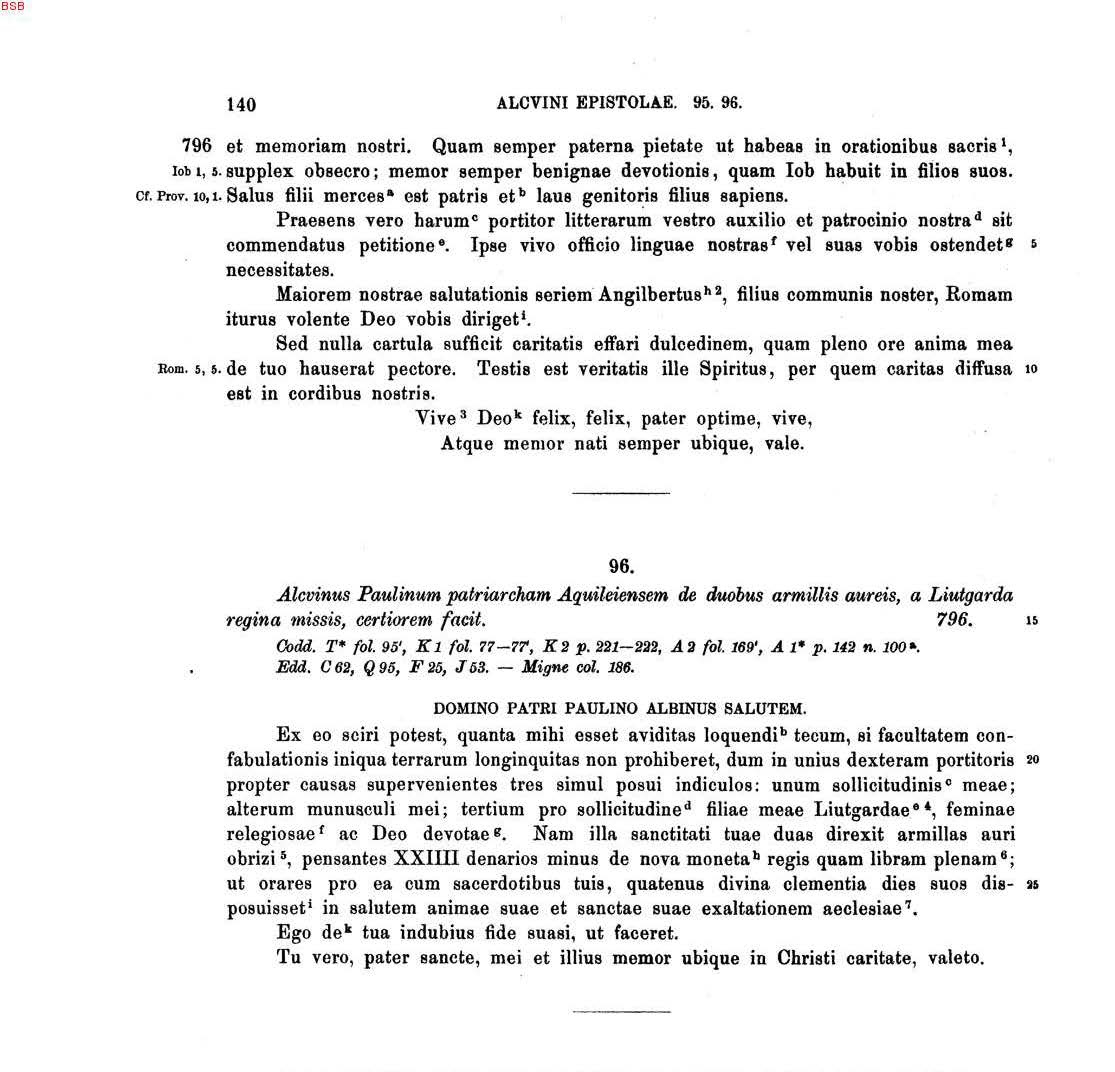 BSB
140 ALCVINI EPISTOLAE. 95. 96.
796 et memoriam nostri. Quam semper paterna pietate ut habeas in orationibus sacris ¹,
Iob 1, 5. supplex obsecro; memor semper benignae devotionis, quam Iob habuit in filios suos.
Cf. Prov. 10, 1. Salus filii merces ᵃ est patris et ᵇ laus genitoris filius sapiens.
Praesens vero harum ᶜ portitor litterarum vestro auxilio et patrocinio nostra ᵈ sit
commendatus petitione ᵉ. Ipse vivo officio linguae nostras ᶠ vel suas vobis ostendet ᵍ 5
necessitates.
Maiorem nostrae salutationis seriem Angilbertus ʰ ², filius communis noster, Romam
iturus volente Deo vobis diriget ⁱ.
Sed nulla cartula sufficit caritatis effari dulcedinem, quam pleno ore anima mea
Rom. 5, 5. de tuo hauserat pectore. Testis est veritatis ille Spiritus, per quem caritas diffusa 10
est in cordibus nostris.
Vive ³ Deo ᵏ felix, felix, pater optime, vive,
Atque memor nati semper ubique, vale.
96.
Alcvinus Paulinum patriarcham Aquileiensem de duobus armillis aureis, a Liutgarda
regina missis, certiorem facit. 796. 15
Codd. T* fol. 95', K 1 fol. 77—77', K 2 p. 221—222, A 2 fol. 169', A 1* p. 142 n. 100 ᵃ.
Edd. C 62, Q 95, F 25, J 53. — Migne col. 186.
DOMINO PATRI PAULINO ALBINUS SALUTEM.
Ex eo sciri potest, quanta mihi esset aviditas loquendi ᵇ tecum, si facultatem con-
fabulationis iniqua terrarum longinquitas non prohiberet, dum in unius dexteram portitoris 20
propter causas supervenientes tres simul posui indiculos: unum sollicitudinis ᶜ meae;
alterum munusculi mei; tertium pro sollicitudine ᵈ filiae meae Liutgardae ᵉ ⁴, feminae
relegiosae ᶠ ac Deo devotae ᵍ. Nam illa sanctitati tuae duas direxit armillas auri
obrizi ⁵, pensantes XXIIII denarios minus de nova moneta ʰ regis quam libram plenam ⁶;
ut orares pro ea cum sacerdotibus tuis, quatenus divina clementia dies suos dis- 25
posuisset ⁱ in salutem animae suae et sanctae suae exaltationem aeclesiae ⁷.
Ego de ᵏ tua indubius fide suasi, ut faceret.
Tu vero, pater sancte, mei et illius memor ubique in Christi caritate, valeto.